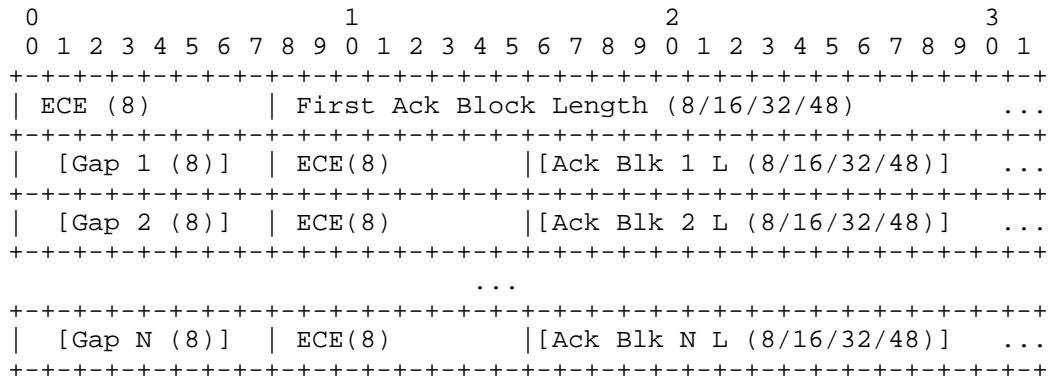 0                   1                   2                   3
 0 1 2 3 4 5 6 7 8 9 0 1 2 3 4 5 6 7 8 9 0 1 2 3 4 5 6 7 8 9 0 1
+-+-+-+-+-+-+-+-+-+-+-+-+-+-+-+-+-+-+-+-+-+-+-+-+-+-+-+-+-+-+-+-+
| ECE (8)       | First Ack Block Length (8/16/32/48)         ...
+-+-+-+-+-+-+-+-+-+-+-+-+-+-+-+-+-+-+-+-+-+-+-+-+-+-+-+-+-+-+-+-+
|  [Gap 1 (8)]  | ECE(8)        |[Ack Blk 1 L (8/16/32/48)]   ...
+-+-+-+-+-+-+-+-+-+-+-+-+-+-+-+-+-+-+-+-+-+-+-+-+-+-+-+-+-+-+-+-+
|  [Gap 2 (8)]  | ECE(8)        |[Ack Blk 2 L (8/16/32/48)]   ...
+-+-+-+-+-+-+-+-+-+-+-+-+-+-+-+-+-+-+-+-+-+-+-+-+-+-+-+-+-+-+-+-+
                             ...
+-+-+-+-+-+-+-+-+-+-+-+-+-+-+-+-+-+-+-+-+-+-+-+-+-+-+-+-+-+-+-+-+
|  [Gap N (8)]  | ECE(8)        |[Ack Blk N L (8/16/32/48)]   ...
+-+-+-+-+-+-+-+-+-+-+-+-+-+-+-+-+-+-+-+-+-+-+-+-+-+-+-+-+-+-+-+-+